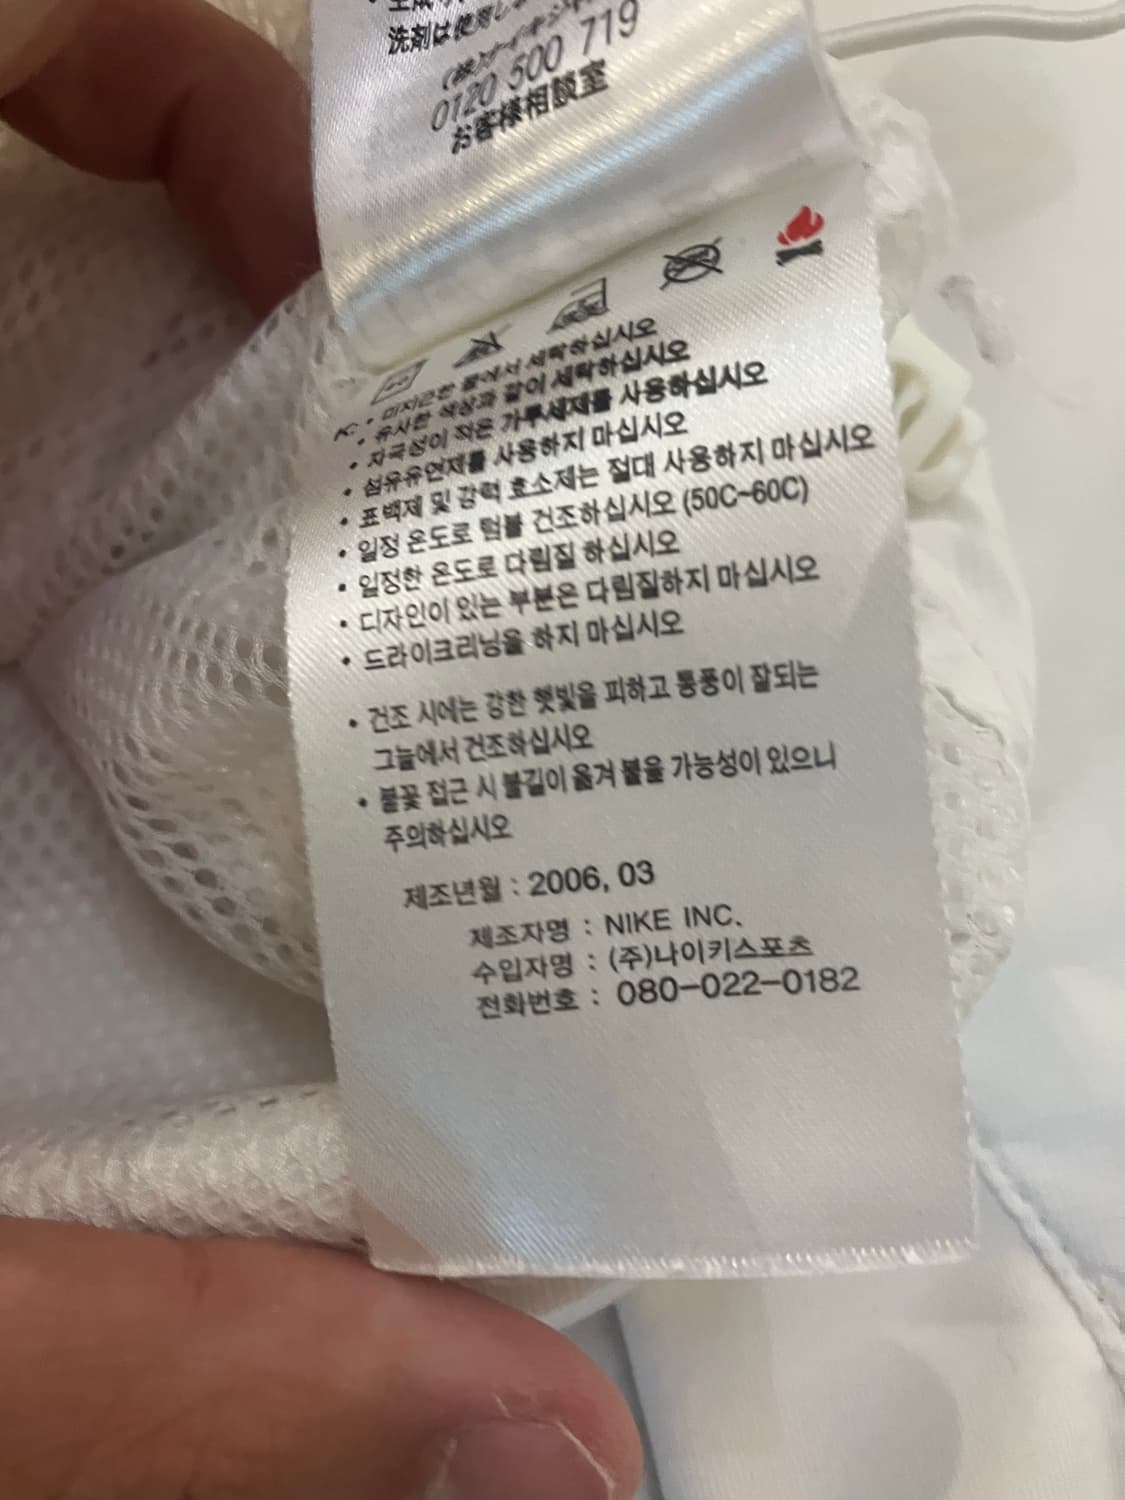 洗剤は使用し
0120 500 719
お客様相談室
K:
• 미지근한 물에서 세탁하십시오
• 유사한 색상과 같이 세탁하십시오
• 자극성이 적은 가루세제를 사용하십시오
• 섬유유연제를 사용하지 마십시오
• 표백제 및 강력 효소제는 절대 사용하지 마십시오
• 일정 온도로 텀블 건조하십시오 (50C~60C)
• 일정한 온도로 다림질 하십시오
• 디자인이 있는 부분은 다림질하지 마십시오
• 드라이크리닝을 하지 마십시오
• 건조 시에는 강한 햇빛을 피하고 통풍이 잘되는
그늘에서 건조하십시오
• 불꽃 접근 시 불길이 옮겨 붙을 가능성이 있으니
주의하십시오
제조년월 : 2006, 03
제조자명 : NIKE INC.
수입자명 : (주)나이키스포츠
전화번호 : 080-022-0182